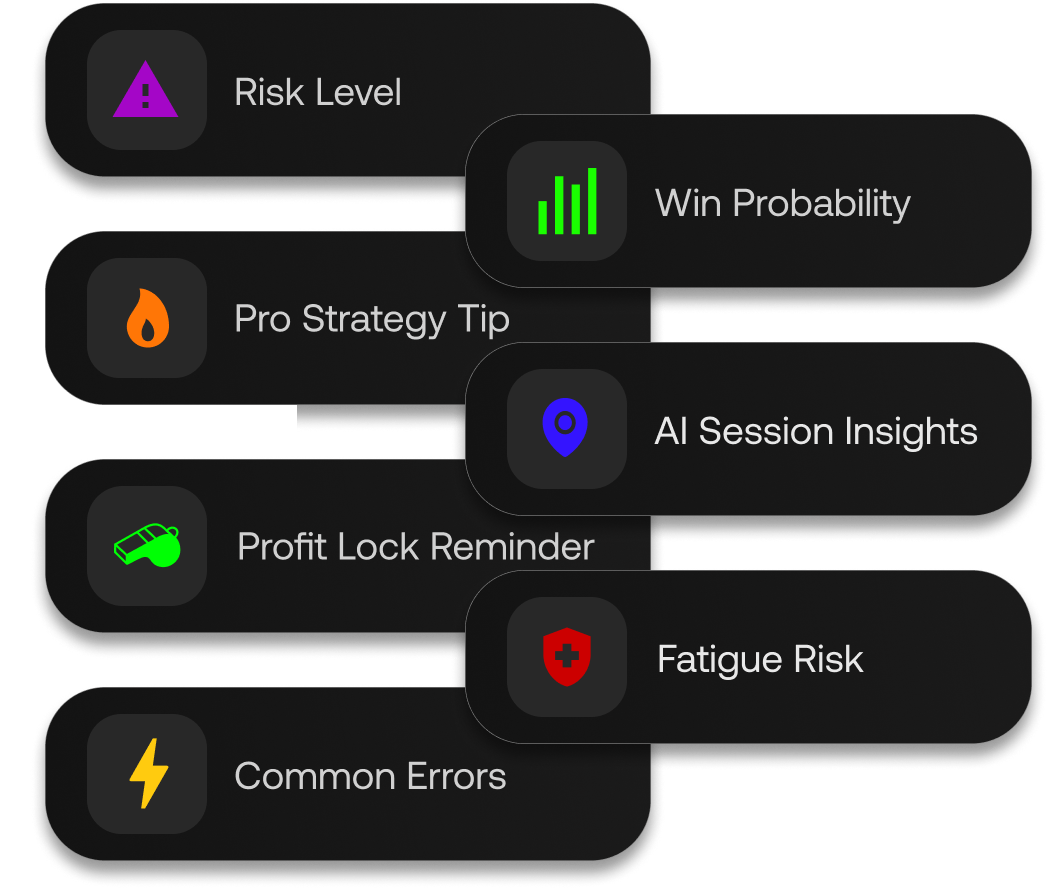 Risk Level
Win Probability
Pro Strategy Tip
AI Session Insights
Profit Lock Reminder
Fatigue Risk
Common Errors